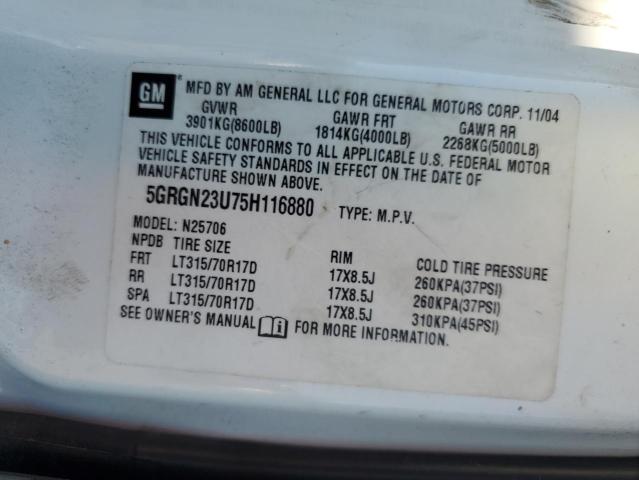 GM
MFD BY AM GENERAL LLC FOR GENERAL MOTORS CORP. 11/04
GVWR GAWR FRT GAWR RR
3901KG(8600LB) 1814KG(4000LB) 2268KG(5000LB)
THIS VEHICLE CONFORMS TO ALL APPLICABLE U.S. FEDERAL MOTOR
VEHICLE SAFETY STANDARDS IN EFFECT ON THE DATE OF
MANUFACTURE SHOWN ABOVE.
5GRGN23U75H116880 TYPE: M.P.V.
MODEL: N25706
NPDB TIRE SIZE RIM COLD TIRE PRESSURE
FRT LT315/70R17D 17X8.5J 260KPA(37PSI)
RR LT315/70R17D 17X8.5J 260KPA(37PSI)
SPA LT315/70R17D 17X8.5J 310KPA(45PSI)
SEE OWNER'S MANUAL FOR MORE INFORMATION.